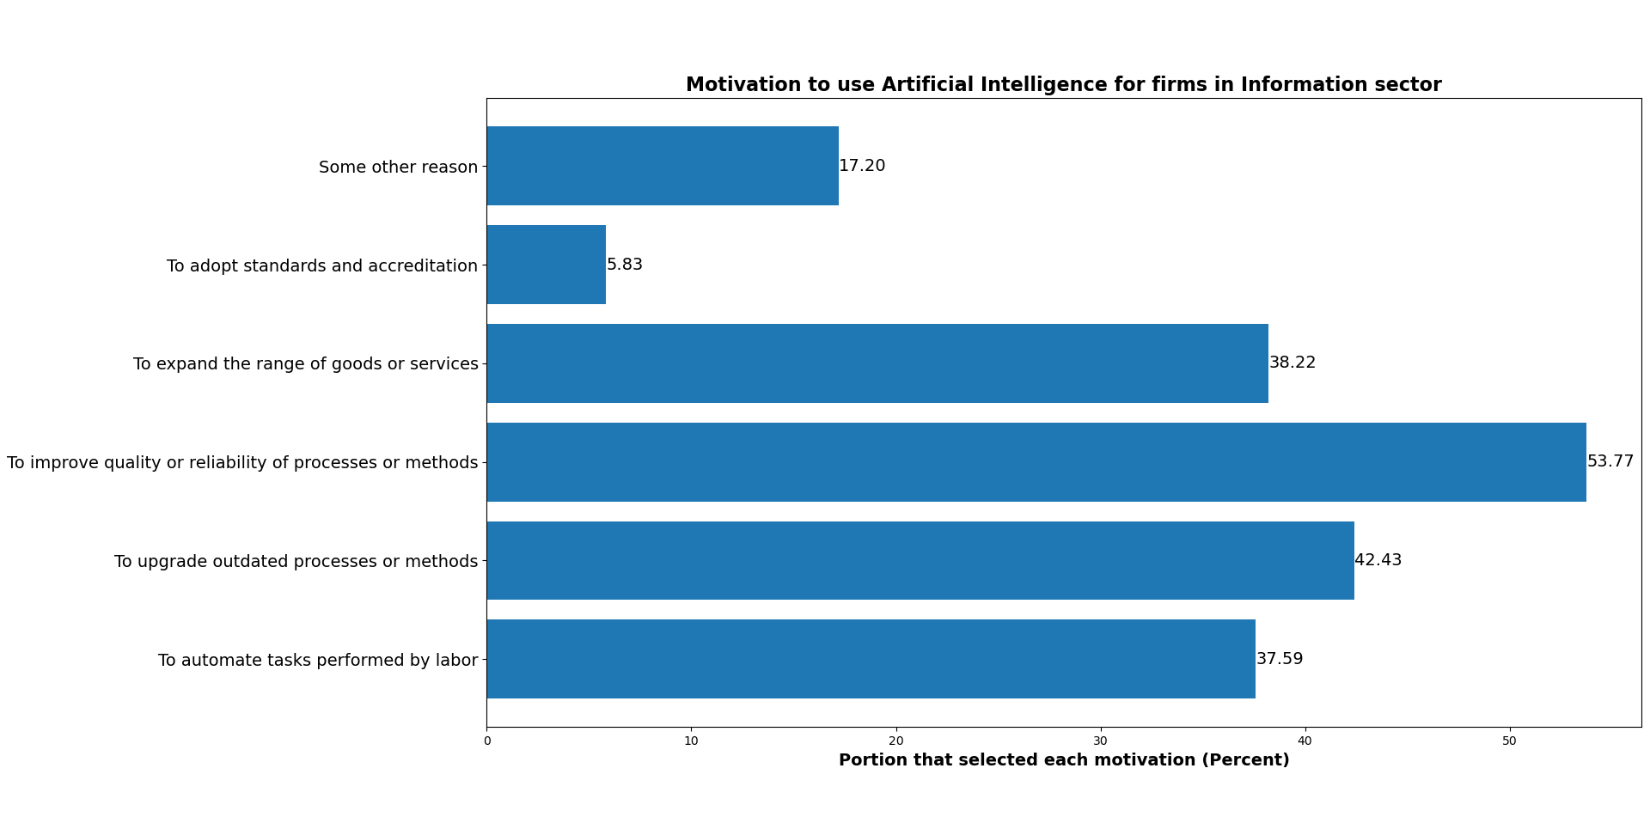 Motivation to use Artificial Intelligence for firms in Information sector
Some other reason
17.20
To adopt standards and accreditation
5.83
To expand the range of goods or services
38.22
To improve quality or reliability of processes or methods
53.77
To upgrade outdated processes or methods
42.43
To automate tasks performed by labor
37.59
0 10 20 30 40 50
Portion that selected each motivation (Percent)